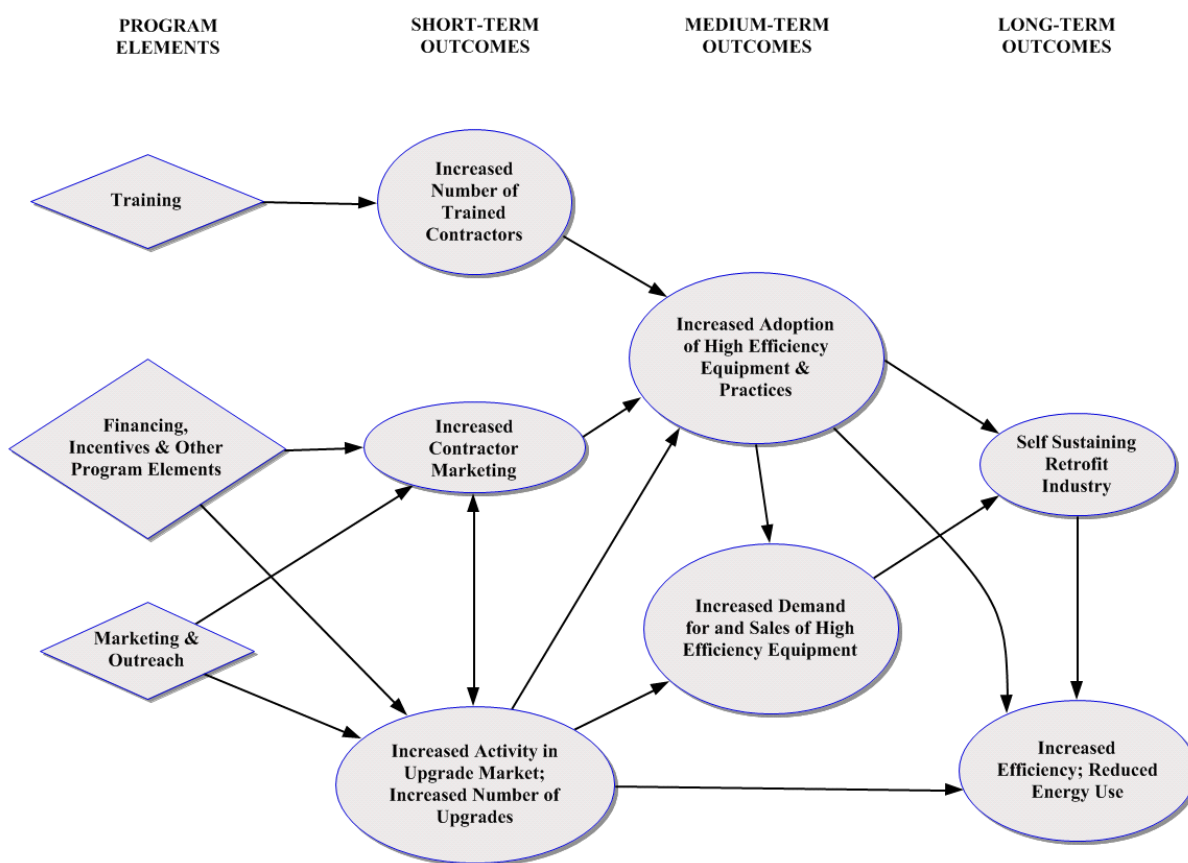 PROGRAM
ELEMENTS
SHORT-TERM
OUTCOMES
MEDIUM-TERM
OUTCOMES
LONG-TERM
OUTCOMES
Training
Increased
Number of
Trained
Contractors
Increased Adoption
of High Efficiency
Equipment &
Practices
Financing,
Incentives & Other
Program Elements
Increased
Contractor
Marketing
Self Sustaining
Retrofit
Industry
Marketing &
Outreach
Increased Demand
for and Sales of High
Efficiency Equipment
Increased Activity in
Upgrade Market;
Increased Number of
Upgrades
Increased
Efficiency; Reduced
Energy Use